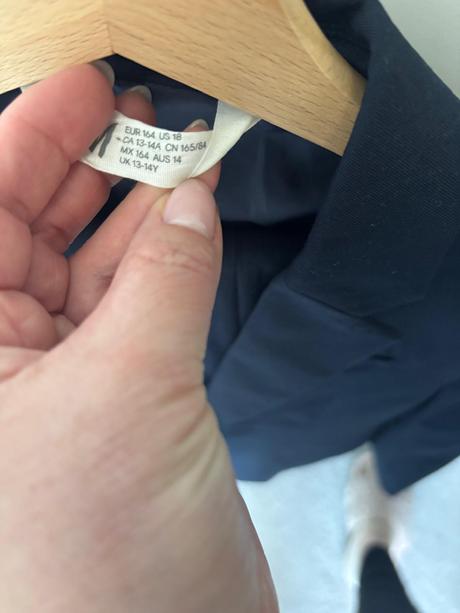 EUR 164 US 18
CA 13-14A CN 165/84
MX 164 AUS 14
UK 13-14Y